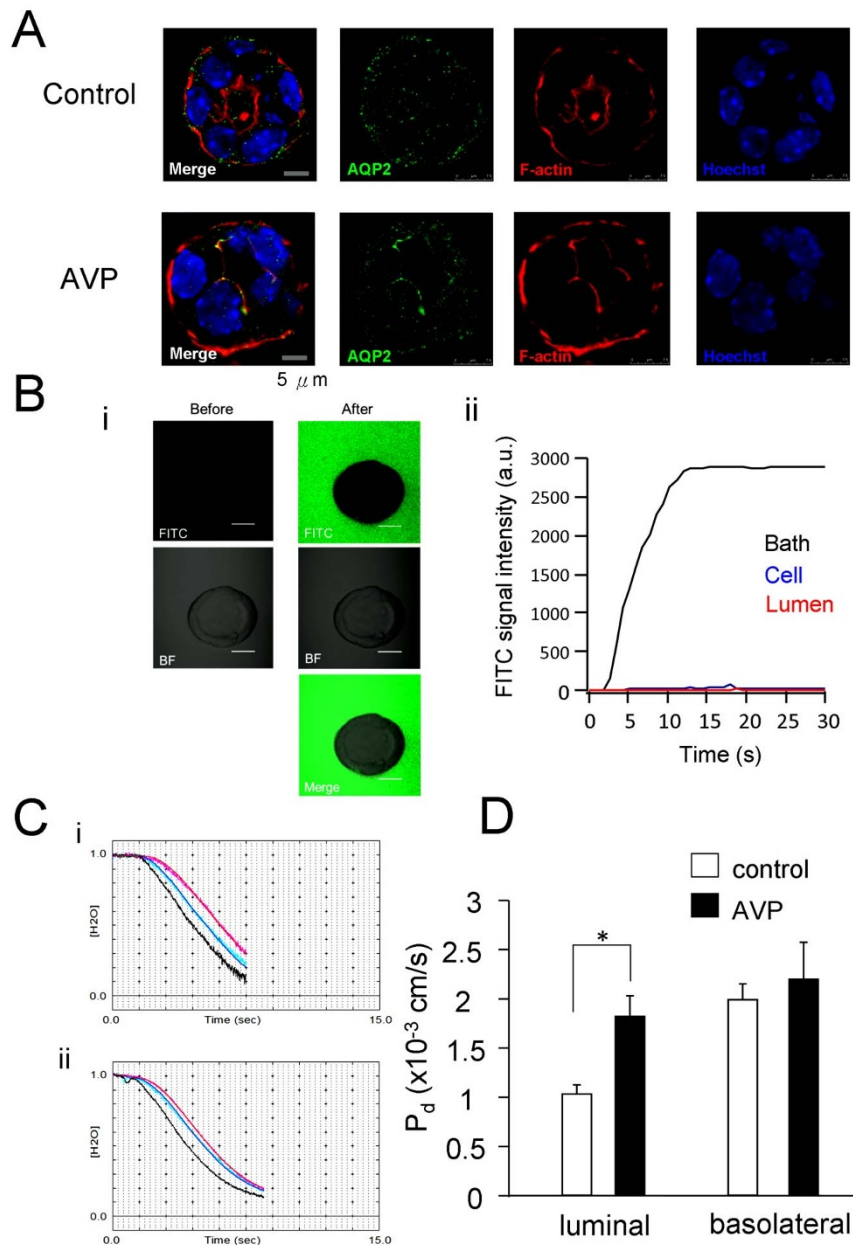 A
Control
Merge
AQP2
F-actin
Hoechst
AVP
Merge
AQP2
F-actin
Hoechst
5 μm
B
i
Before
After
FITC
FITC
BF
BF
Merge
ii
FITC signal intensity (a.u.)
3000
2500
2000
1500
1000
500
0
Bath
Cell
Lumen
0 5 10 15 20 25 30
Time (s)
C
i
1.0
[H2O]
0.0
0.0 Time (sec) 15.0
ii
1.0
[H2O]
0.0
0.0 Time (sec) 15.0
D
control
AVP
Pd (x10-3 cm/s)
3
2.5
2
1.5
1
0.5
0
*
luminal basolateral